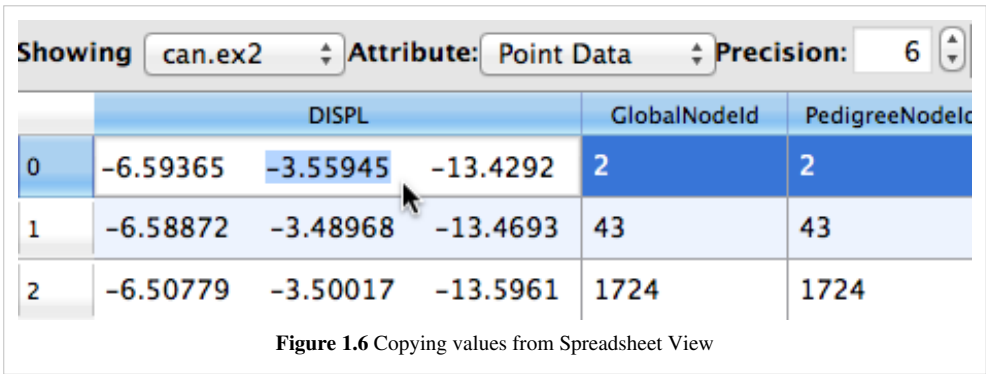 Showing can.ex2 Attribute: Point Data Precision: 6
DISPL GlobalNodeId PedigreeNodeId
0 -6.59365 -3.55945 -13.4292 2 2
1 -6.58872 -3.48968 -13.4693 43 43
2 -6.50779 -3.50017 -13.5961 1724 1724
Figure 1.6 Copying values from Spreadsheet View